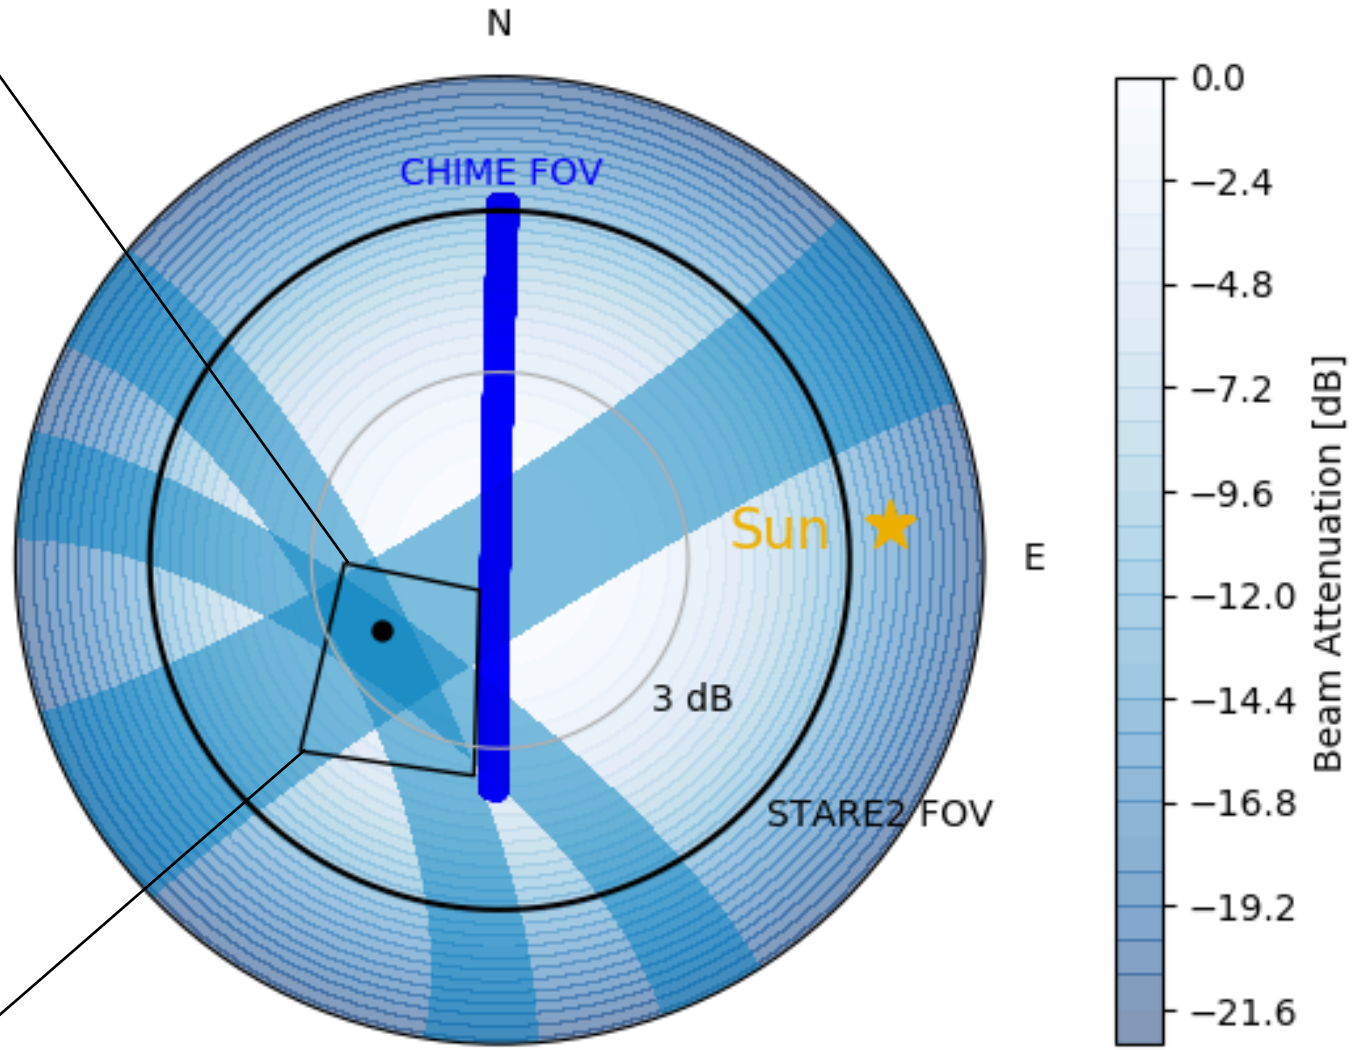 N
CHIME FOV
Sun
E
3 dB
STARE2 FOV
0.0
−2.4
−4.8
−7.2
−9.6
−12.0
−14.4
−16.8
−19.2
−21.6
Beam Attenuation [dB]